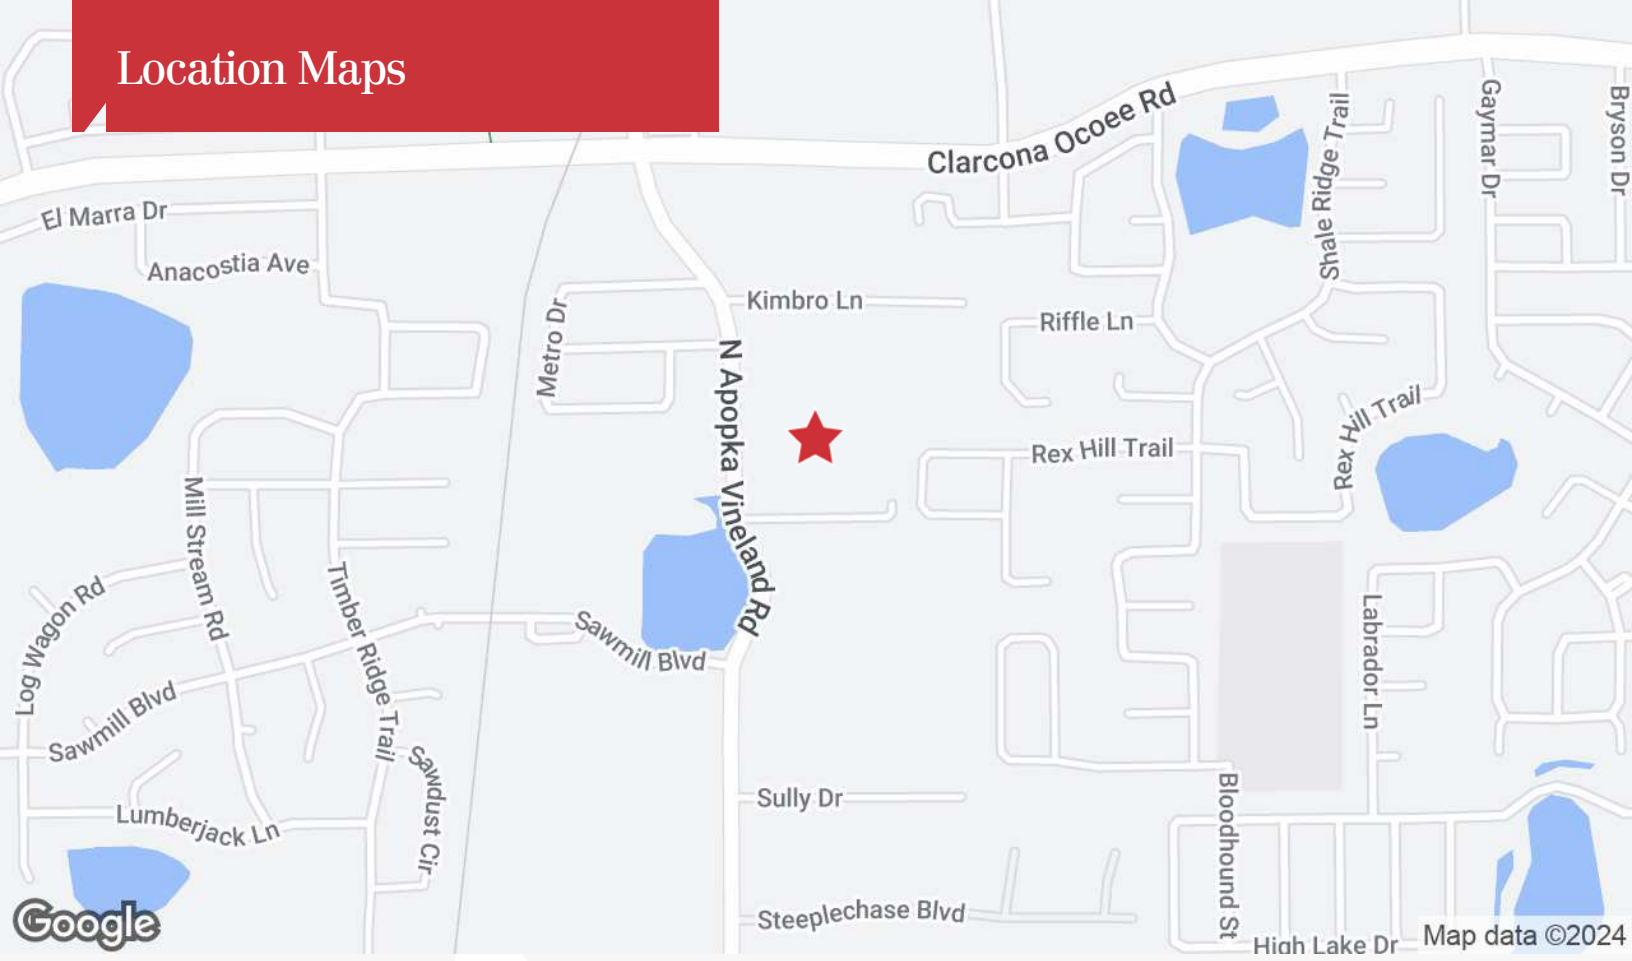 Location Maps
Clarcona Ocoee Rd
Gaymar Dr
Bryson Dr
Shale Ridge Trail
El Marra Dr
Anacostia Ave
Kimbro Ln
Metro Dr
Riffle Ln
N Apopka Vineland Rd
Rex Hill Trail
Rex Hill Trail
Mill Stream Rd
Log Wagon Rd
Timber Ridge Trail
Sawmill Blvd
Sawmill Blvd
Labrador Ln
Sawdust Cir
Sully Dr
Bloodhound St
Lumberjack Ln
Steeplechase Blvd
High Lake Dr
Google
Map data ©2024